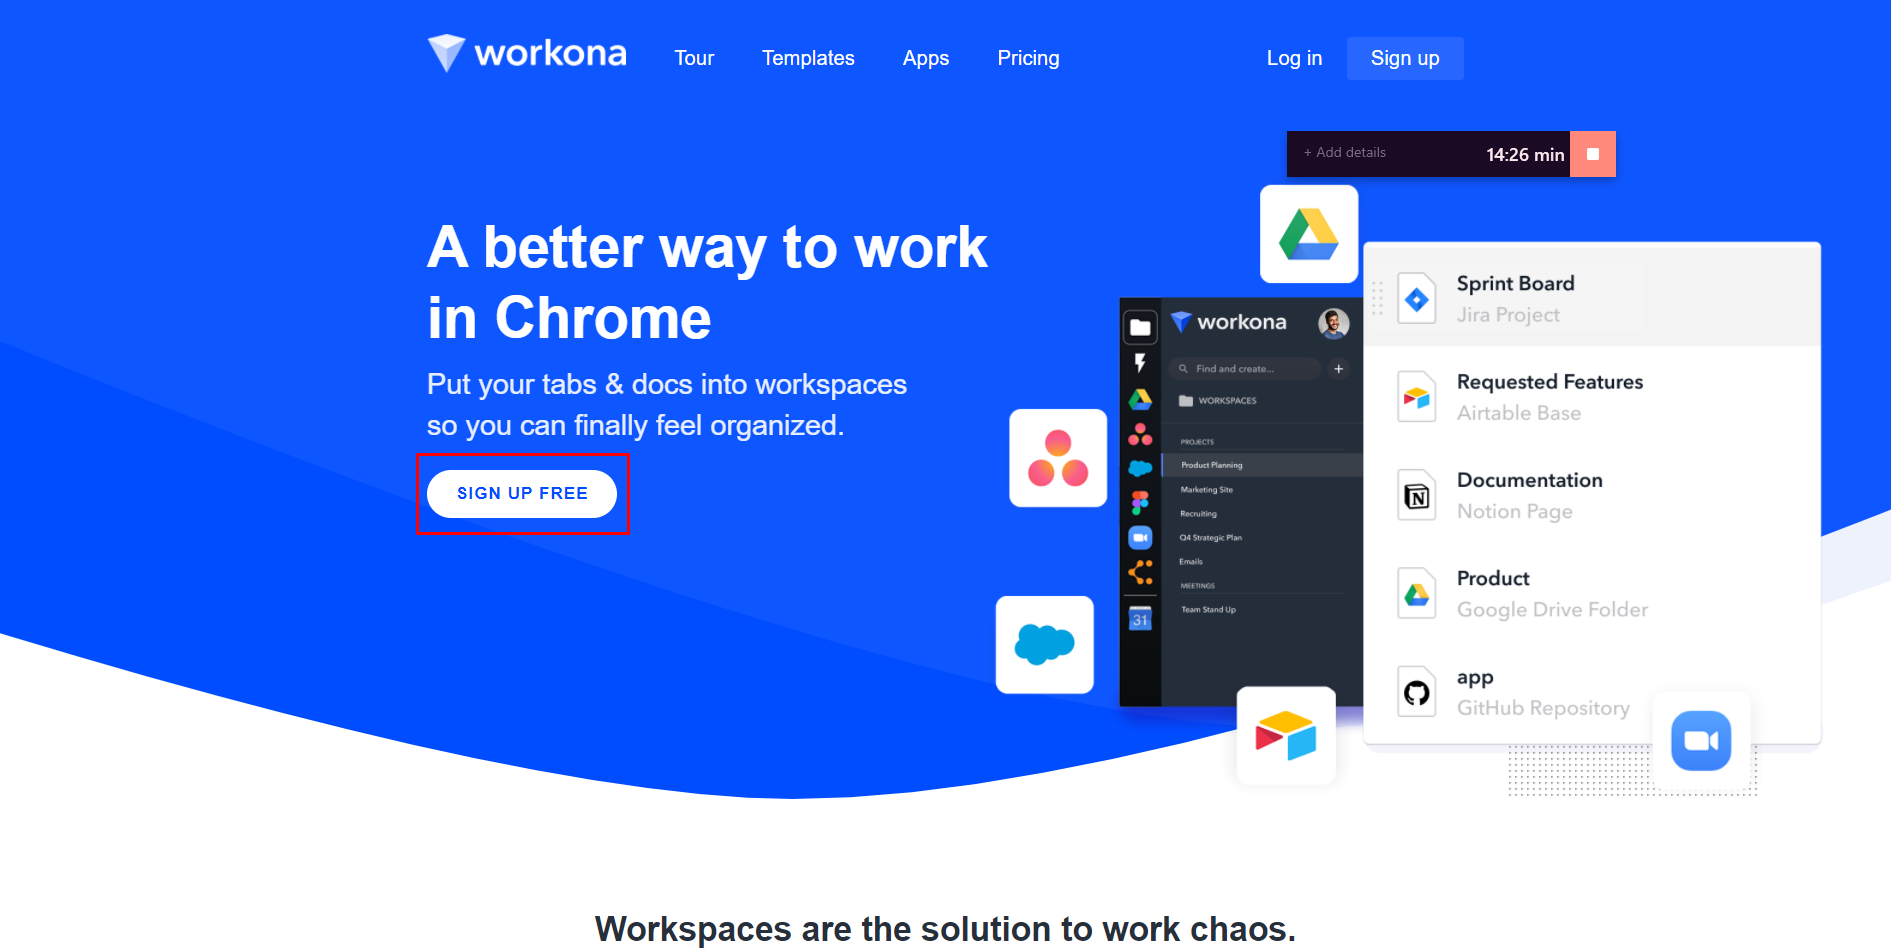 workona
Tour
Templates
Apps
Pricing
Log in
Sign up
+ Add details
14:26 min
A better way to work
in Chrome
Put your tabs & docs into workspaces
so you can finally feel organized.
SIGN UP FREE
workona
Find and create...
+
WORKSPACES
PROJECTS
Product Planning
Marketing Site
Recruiting
Q4 Strategic Plan
Emails
MEETINGS
Team Stand Up
31
Sprint Board
Jira Project
Requested Features
Airtable Base
Documentation
Notion Page
Product
Google Drive Folder
app
GitHub Repository
Workspaces are the solution to work chaos.